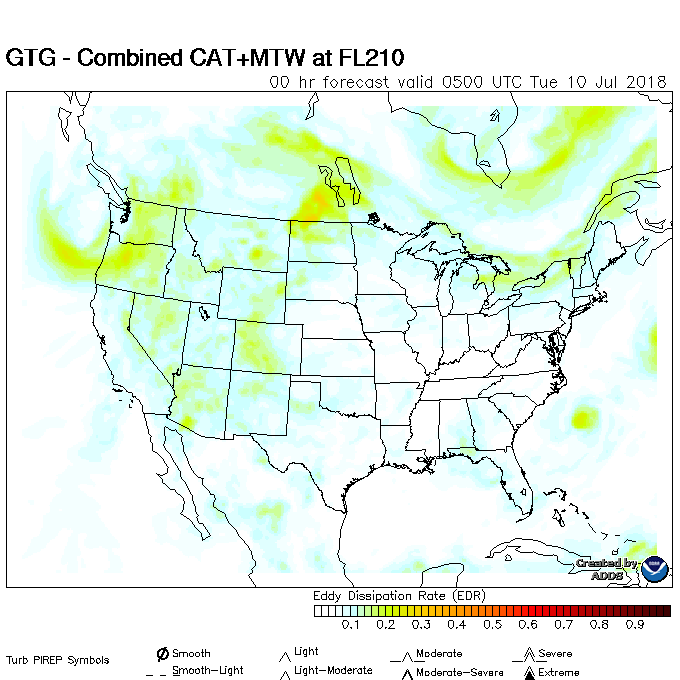 GTG - Combined CAT+MTW at FL210
00 hr forecast valid 0500 UTC Tue 10 Jul 2018
Created by
ADDS
Eddy Dissipation Rate (EDR)
0.1 0.2 0.3 0.4 0.5 0.6 0.7 0.8 0.9
Turb PIREP Symbols
Smooth Light Moderate Severe
Smooth-Light Light-Moderate Moderate-Severe Extreme